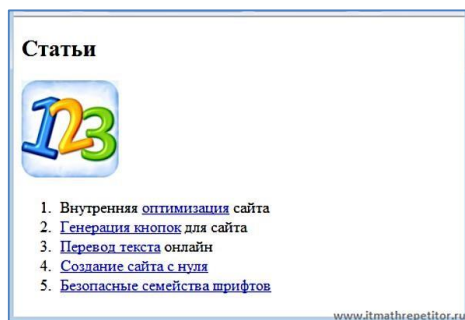 Статьи
123
1. Внутренняя оптимизация сайта
2. Генерация кнопок для сайта
3. Перевод текста онлайн
4. Создание сайта с нуля
5. Безопасные семейства шрифтов
www.itmathrepetitor.ru